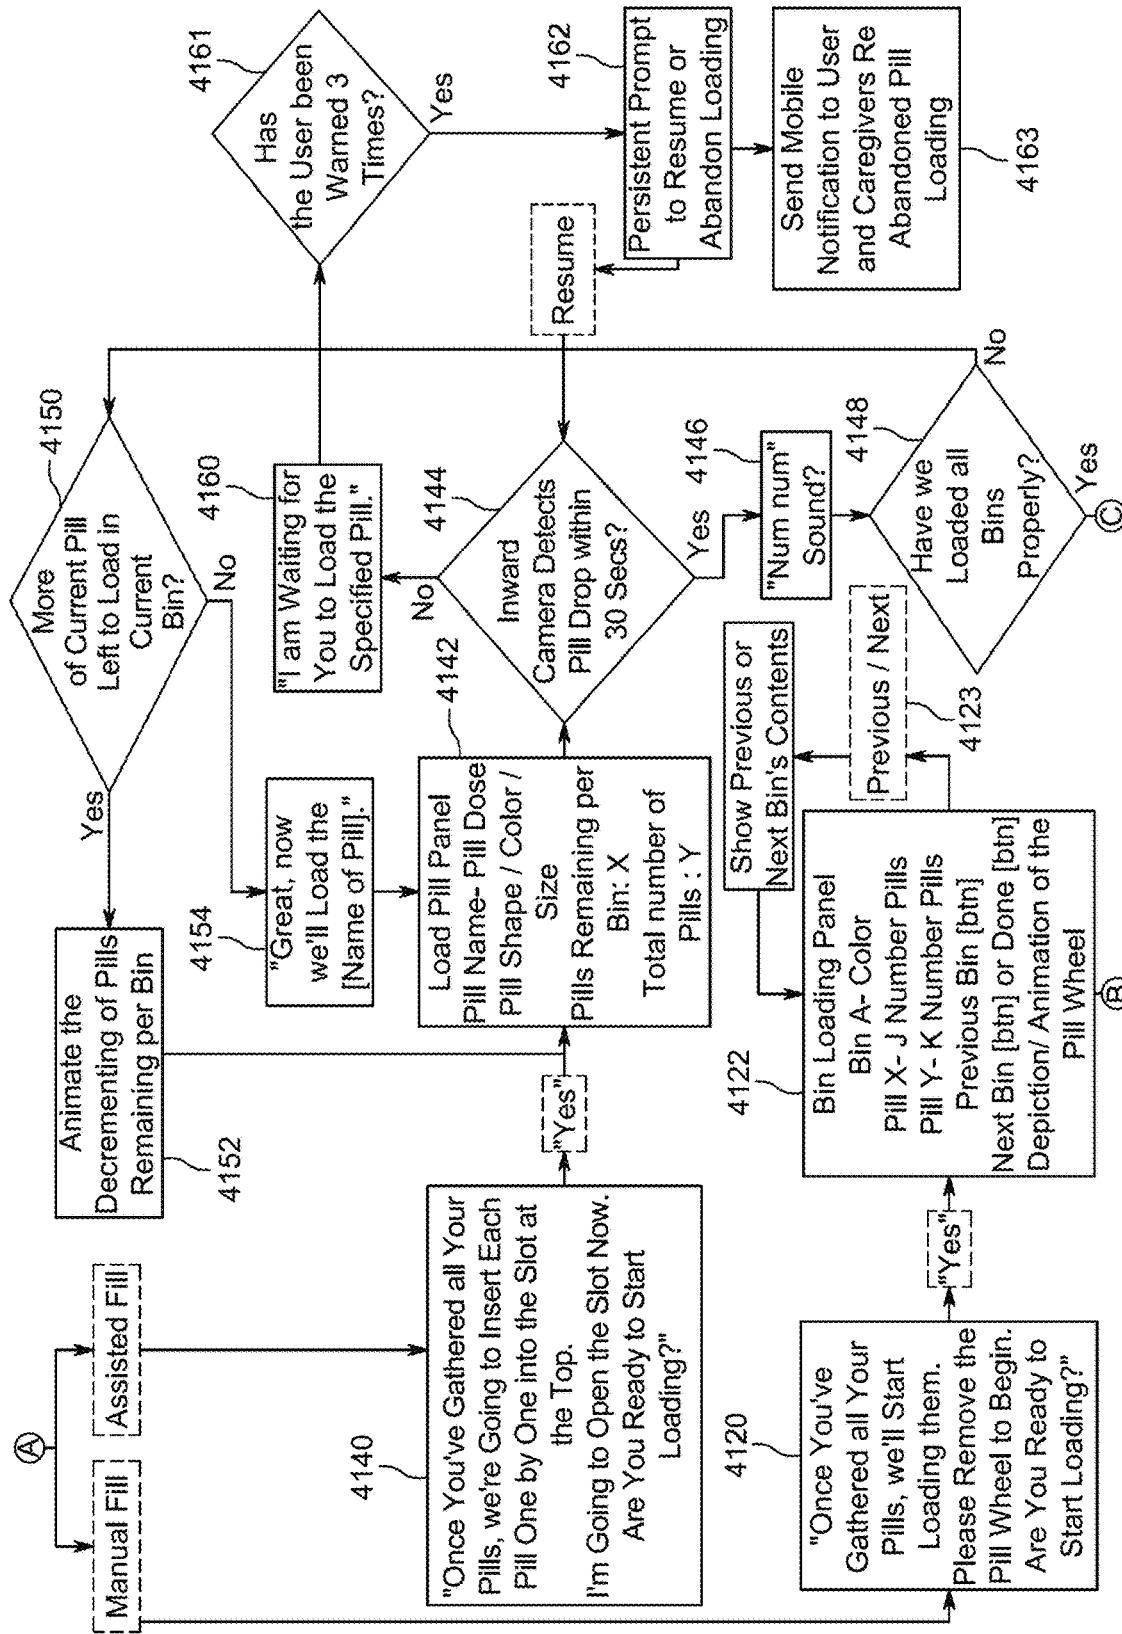 A
Manual Fill
Assisted Fill
Animate the
Decrementing of Pills
Remaining per Bin
4152
Yes
More
of Current Pill
Left to Load in
Current
Bin?
4150
No
4154
"Great, now
we'll Load the
[Name of Pill]."
"I am Waiting for
You to Load the
Specified Pill."
4160
Has
the User been
Warned 3
Times?
4161
Yes
4140
"Once You've Gathered all Your
Pills, we're Going to Insert Each
Pill One by One into the Slot at
the Top.
I'm Going to Open the Slot Now.
Are You Ready to Start
Loading?"
"Yes"
Load Pill Panel
Pill Name- Pill Dose
Pill Shape / Color /
Size
Pills Remaining per
Bin: X
Total number of
Pills : Y
4142
No
Inward
Camera Detects
Pill Drop within
30 Secs?
4144
Yes
Resume
Persistent Prompt
to Resume or
Abandon Loading
4162
Send Mobile
Notification to User
and Caregivers Re
Abandoned Pill
Loading
4163
"Num num"
Sound?
4146
Have we
Loaded all
Bins
Properly?
4148
No
Yes
C
4120
"Once You've
Gathered all Your
Pills, we'll Start
Loading them.
Please Remove the
Pill Wheel to Begin.
Are You Ready to
Start Loading?"
"Yes"
4122
Bin Loading Panel
Bin A- Color
Pill X- J Number Pills
Pill Y- K Number Pills
Previous Bin [btn]
Next Bin [btn] or Done [btn]
Depiction/ Animation of the
Pill Wheel
B
Show Previous or
Next Bin's Contents
Previous / Next
4123